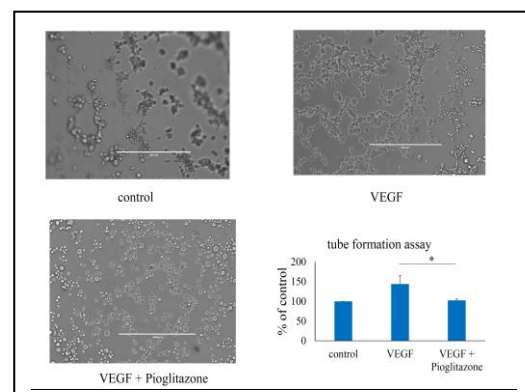 control
VEGF
VEGF + Pioglitazone
tube formation assay
% of control
200
150
100
50
0
*
control
VEGF
VEGF +
Pioglitazone